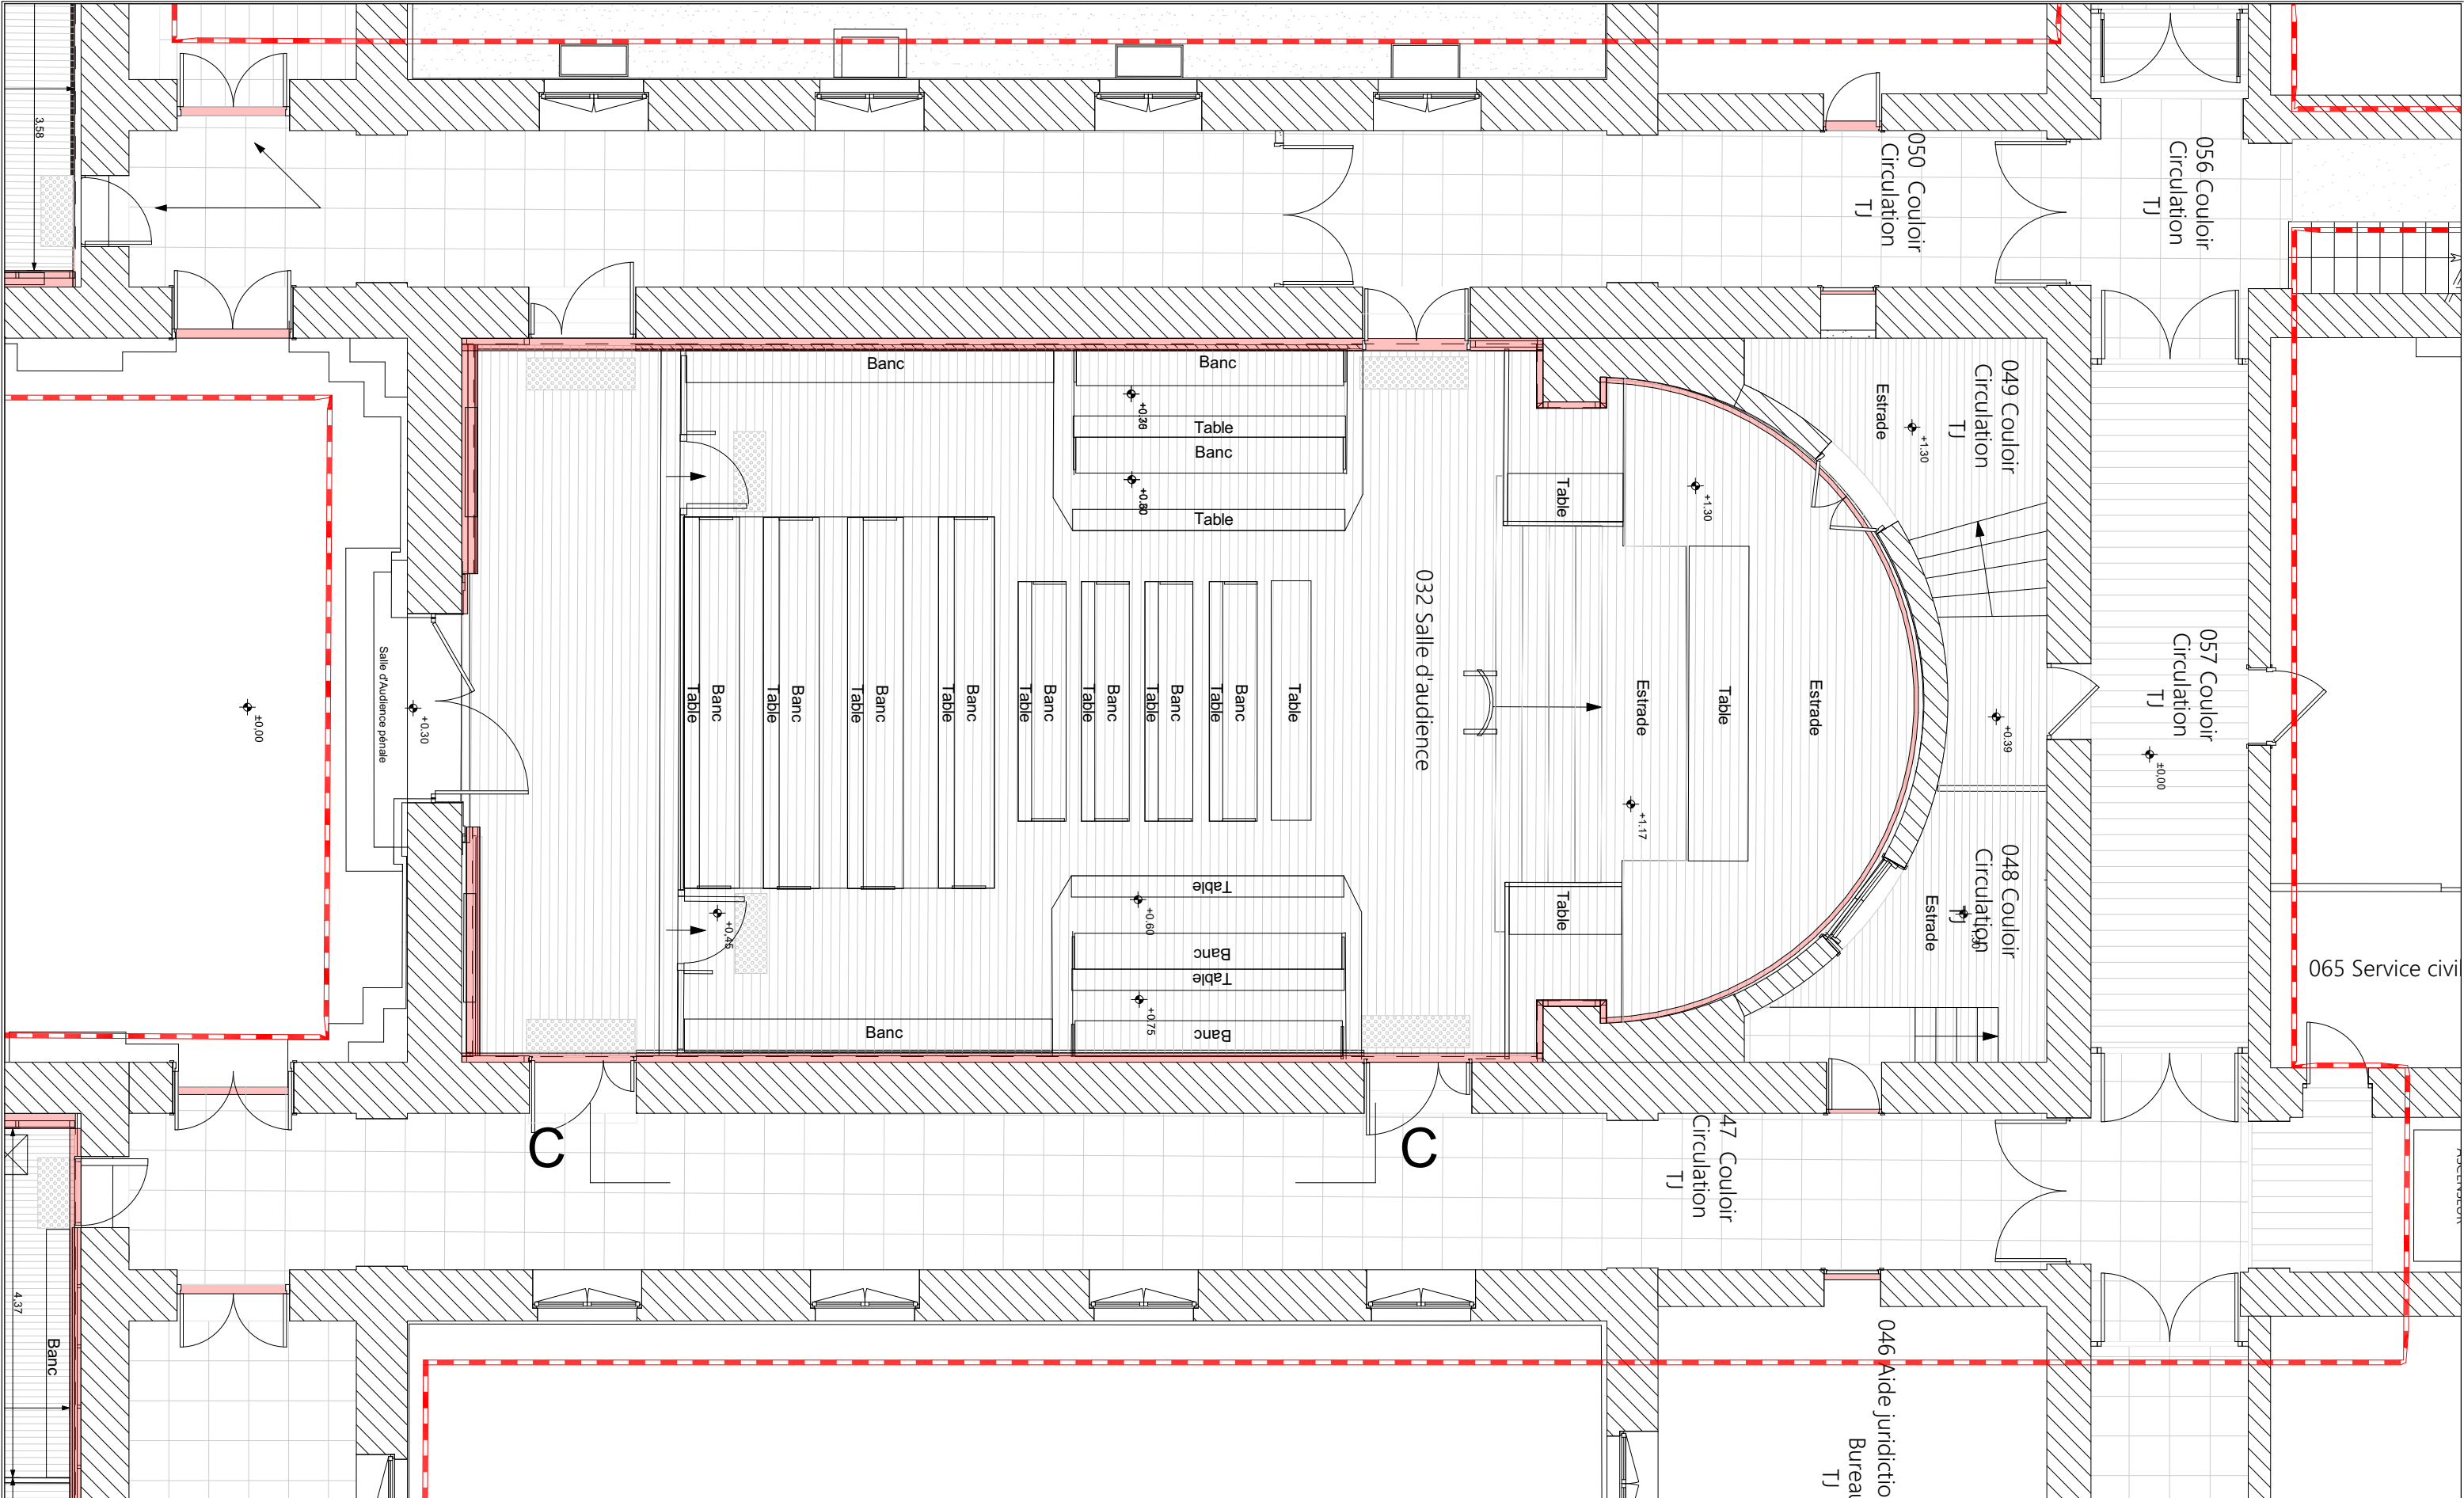 3,58
050 Couloir
Circulation
TJ
056 Couloir
Circulation
TJ
Banc
Banc
Table
Banc
Table
Table
+1.30
Estrade
+1.30
049 Couloir
Circulation
TJ
032 Salle d'audience
Salle d'Audience pénale
±0,00
+0.30
Table
Banc
Table
Banc
Table
Banc
Table
Banc
Table
Banc
Table
Banc
Table
Banc
Table
Banc
Table
Estrade
Table
Estrade
+1.17
+0.39
057 Couloir
Circulation
TJ
±0,00
+0,45
Table
+0.60
Banc
Table
+0.75
Banc
Banc
Table
Estrade
048 Couloir
Circulation
TJ
065 Service civil
C
C
47 Couloir
Circulation
TJ
4,37
Banc
046 Aide juridictio
Bureau
TJ